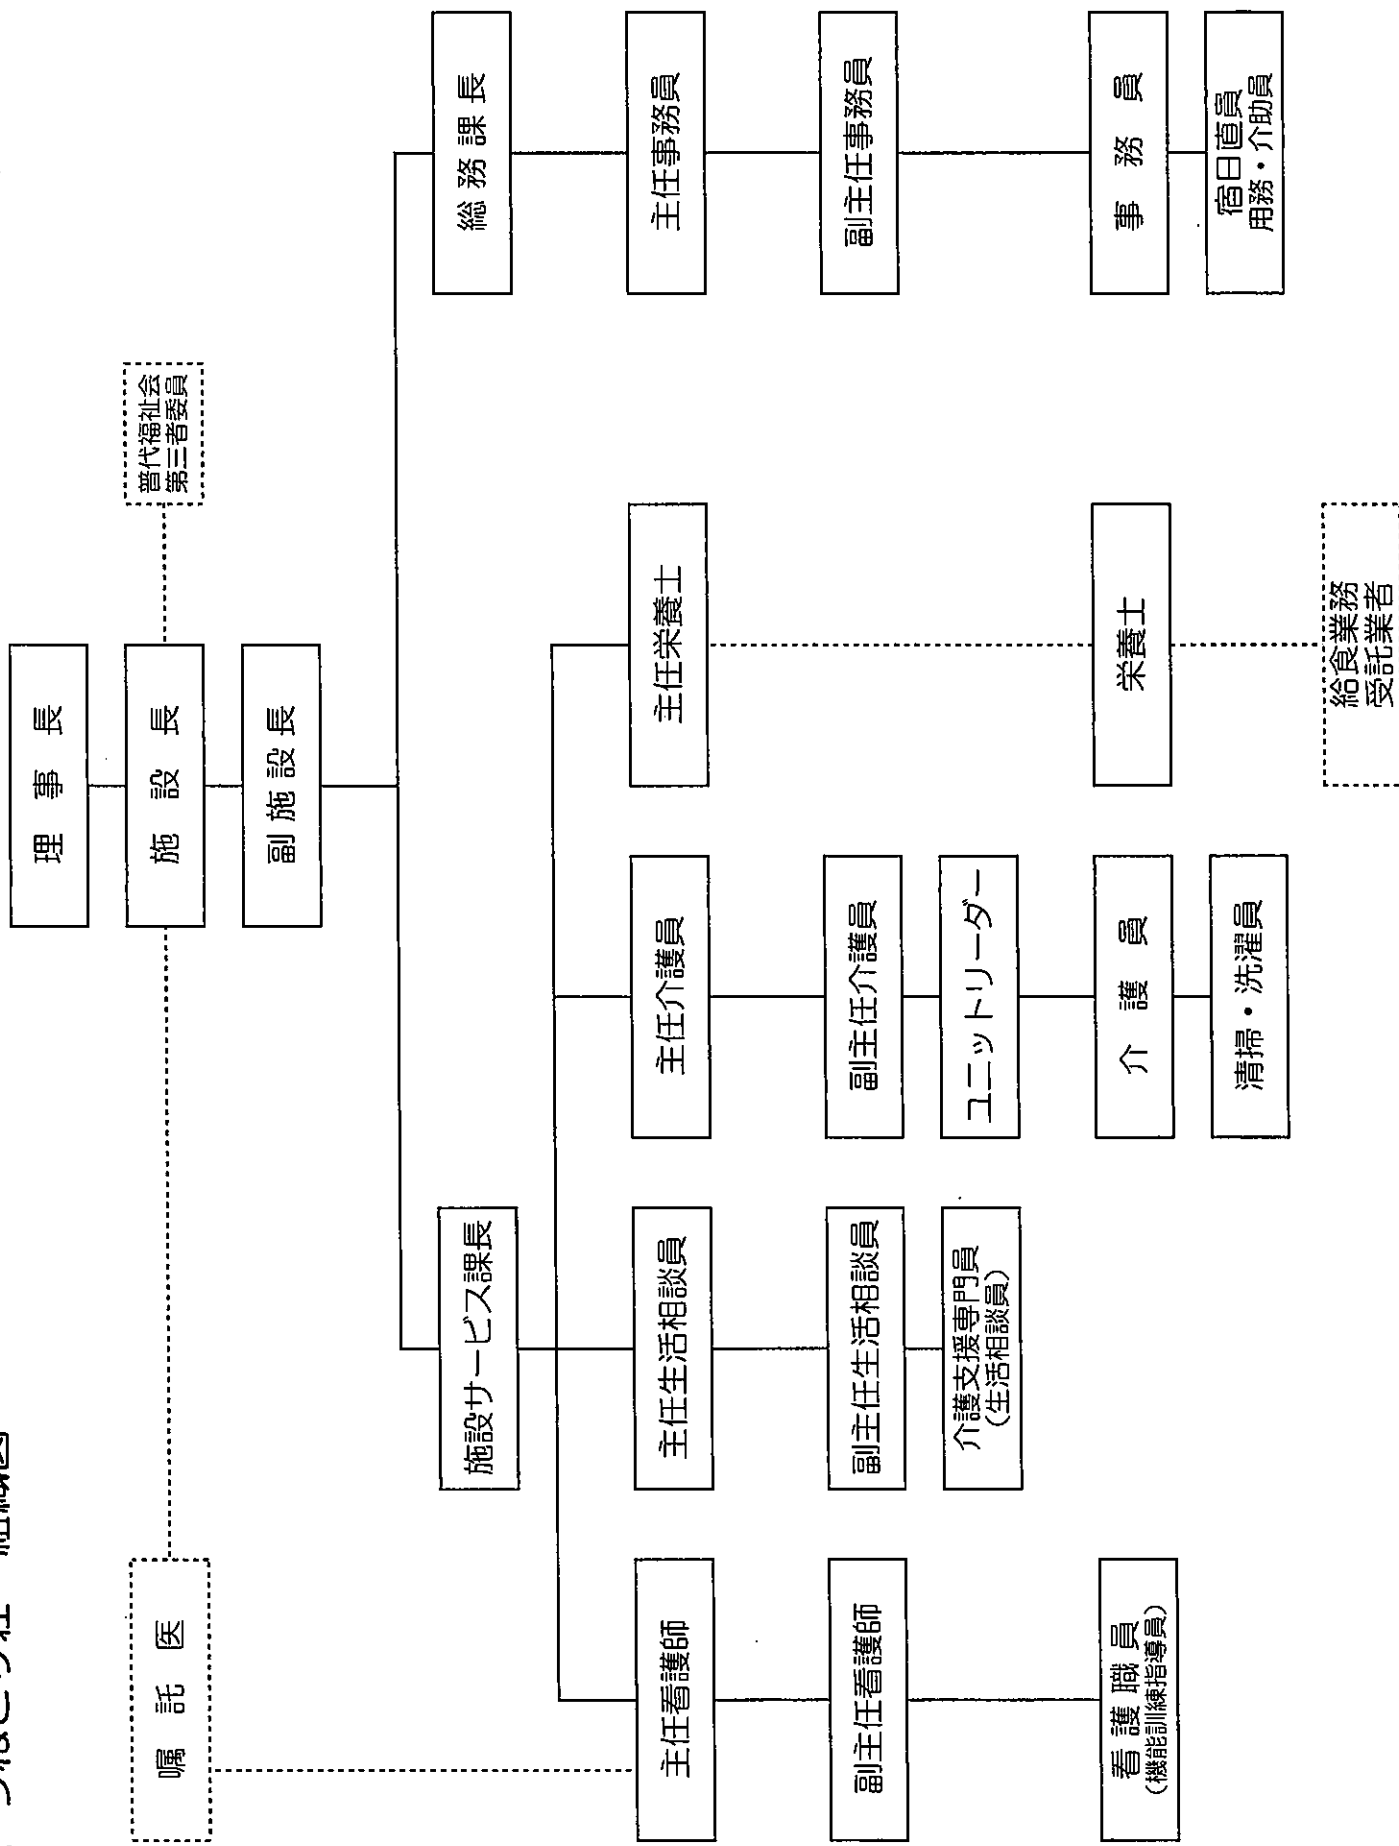 組織図
理事長
施設長
副施設長
普代福祉会
第三者委員
嘱託医
施設サービス課長
総務課長
主任看護師
主任生活相談員
主任介護員
主任栄養士
主任事務員
副主任看護師
副主任生活相談員
副主任介護員
副主任事務員
介護支援専門員
(生活相談員)
ユニットリーダー
看護職員
(機能訓練指導員)
介護員
栄養士
事務員
清掃・洗濯員
宿日直員
用務・介助員
給食業務
受託業者